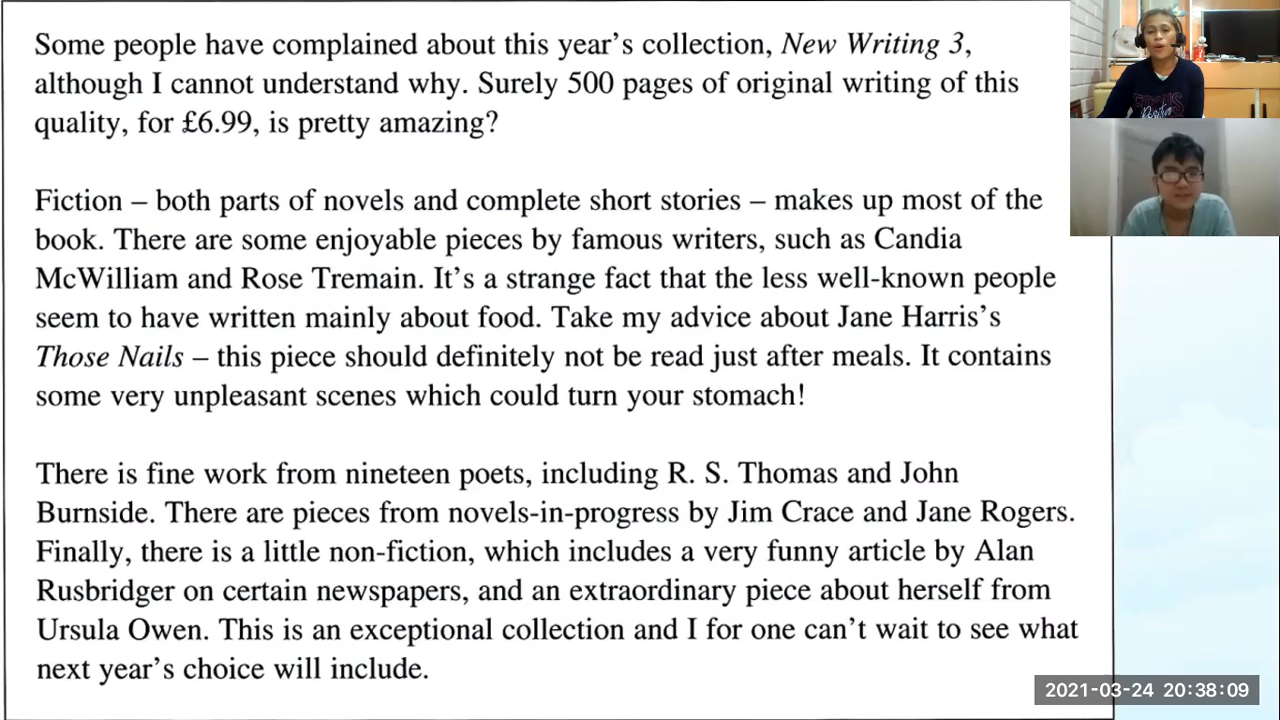 Some people have complained about this year's collection, New Writing 3,
although I cannot understand why. Surely 500 pages of original writing of this
quality, for £6.99, is pretty amazing?
Fiction – both parts of novels and complete short stories – makes up most of the
book. There are some enjoyable pieces by famous writers, such as Candia
McWilliam and Rose Tremain. It's a strange fact that the less well-known people
seem to have written mainly about food. Take my advice about Jane Harris's
Those Nails – this piece should definitely not be read just after meals. It contains
some very unpleasant scenes which could turn your stomach!
There is fine work from nineteen poets, including R. S. Thomas and John
Burnside. There are pieces from novels-in-progress by Jim Crace and Jane Rogers.
Finally, there is a little non-fiction, which includes a very funny article by Alan
Rusbridger on certain newspapers, and an extraordinary piece about herself from
Ursula Owen. This is an exceptional collection and I for one can't wait to see what
next year's choice will include.
2021-03-24 20:38:09